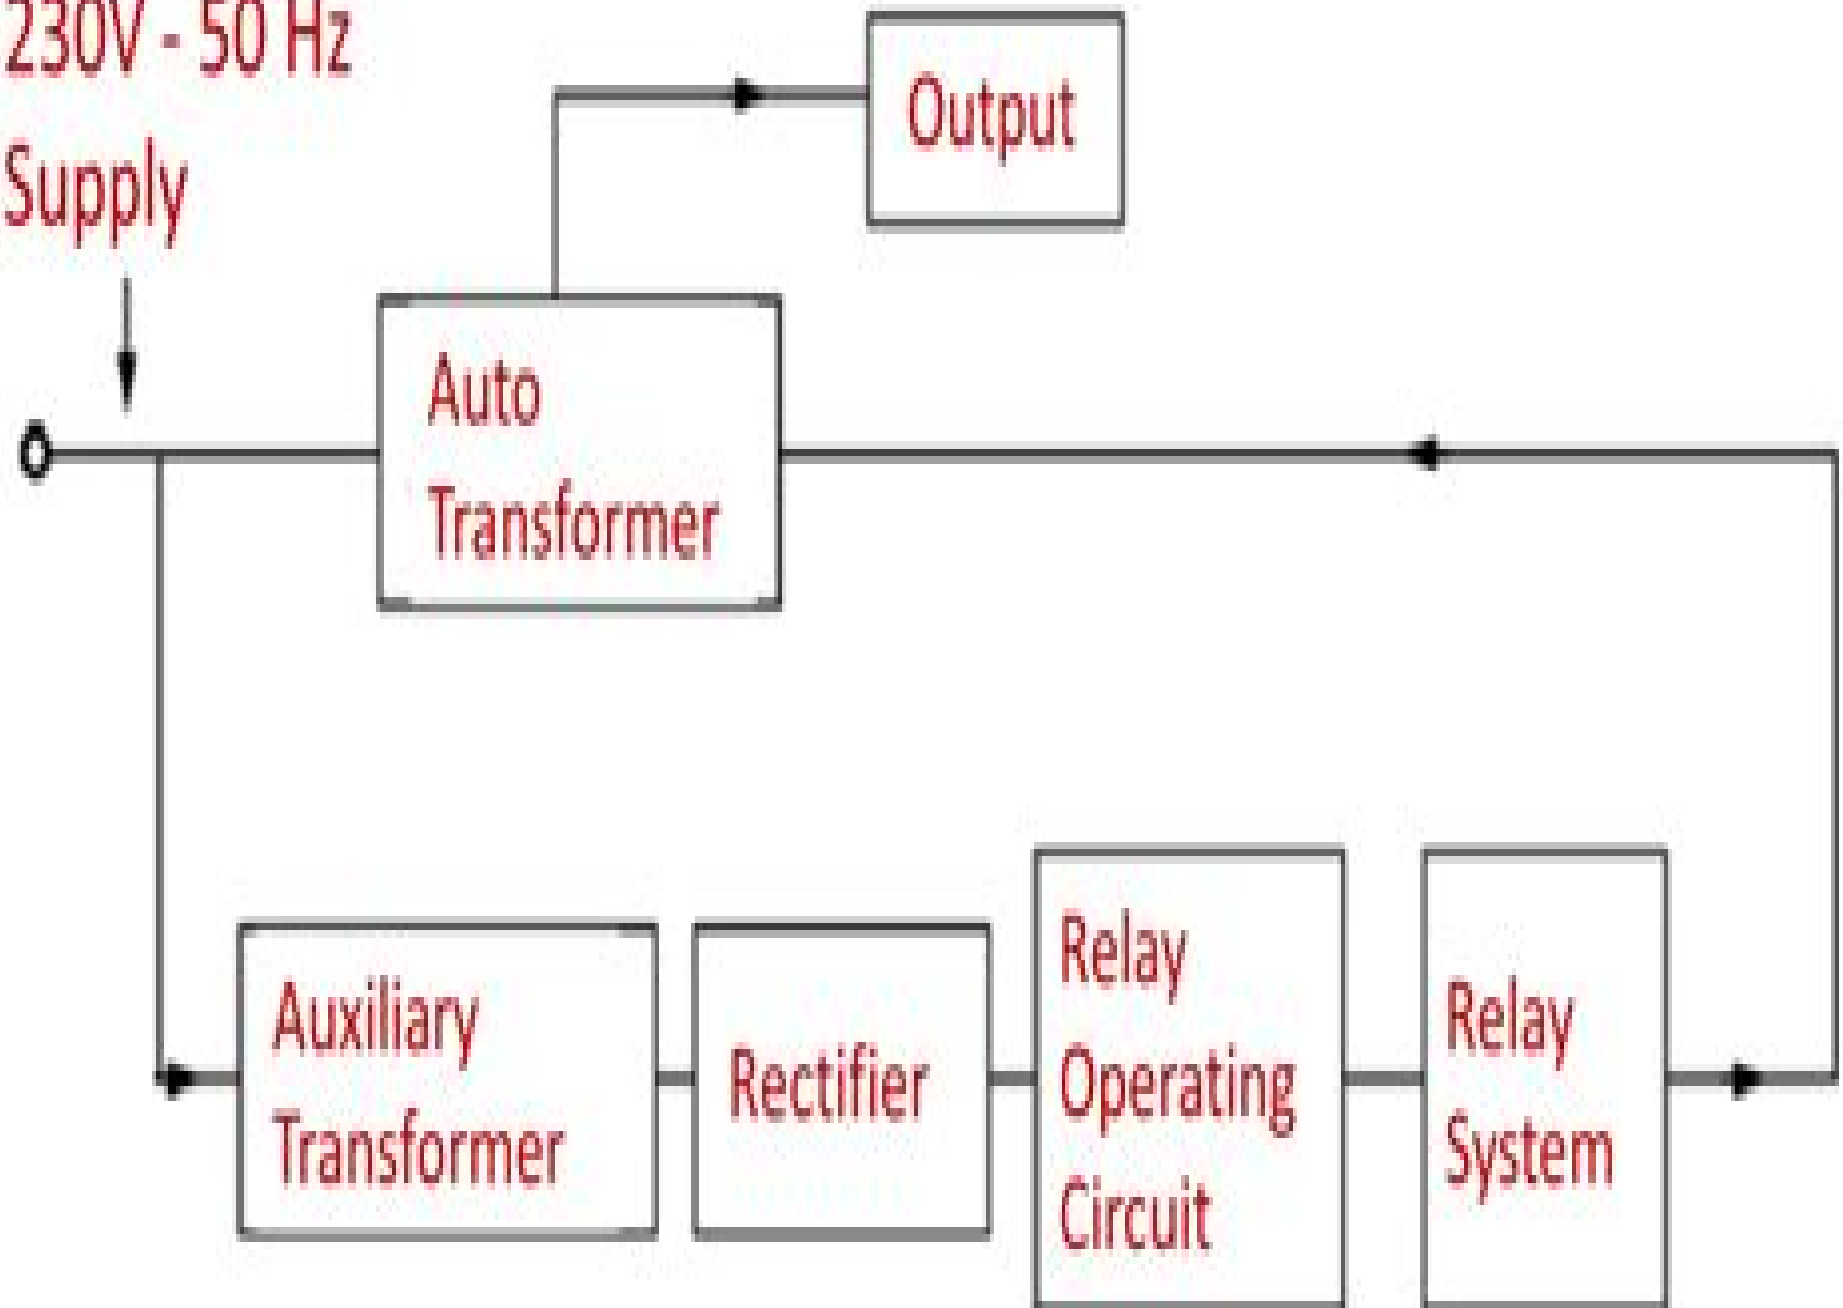 230V - 50 Hz
Supply
Output
Auto
Transformer
Auxiliary
Transformer
Rectifier
Relay
Operating
Circuit
Relay
System